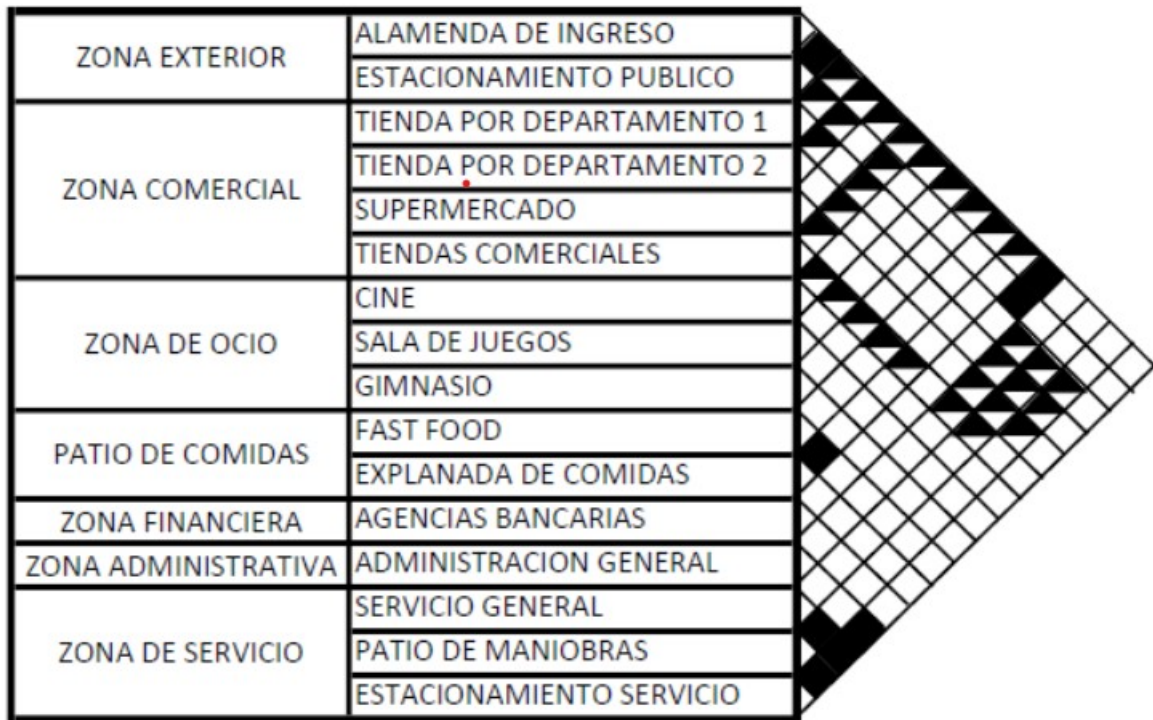 ZONA EXTERIOR
ALAMENDA DE INGRESO
ESTACIONAMIENTO PUBLICO
ZONA COMERCIAL
TIENDA POR DEPARTAMENTO 1
TIENDA POR DEPARTAMENTO 2
SUPERMERCADO
TIENDAS COMERCIALES
ZONA DE OCIO
CINE
SALA DE JUEGOS
GIMNASIO
PATIO DE COMIDAS
FAST FOOD
EXPLANADA DE COMIDAS
ZONA FINANCIERA
AGENCIAS BANCARIAS
ZONA ADMINISTRATIVA
ADMINISTRACION GENERAL
ZONA DE SERVICIO
SERVICIO GENERAL
PATIO DE MANIOBRAS
ESTACIONAMIENTO SERVICIO